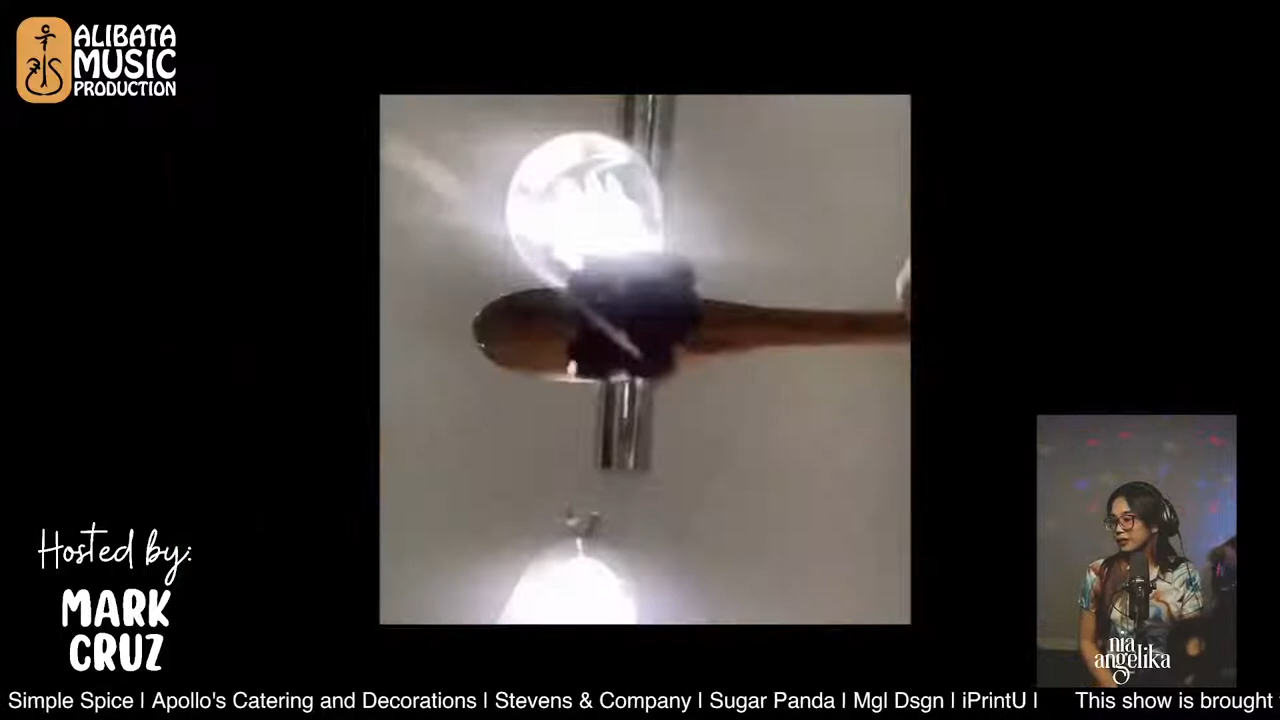 ALIBATA
MUSIC
PRODUCTION
Hosted by:
MARK
CRUZ
nia
angelika
Simple Spice | Apollo's Catering and Decorations | Stevens & Company | Sugar Panda | Mgl Dsgn | iPrintU | This show is brought